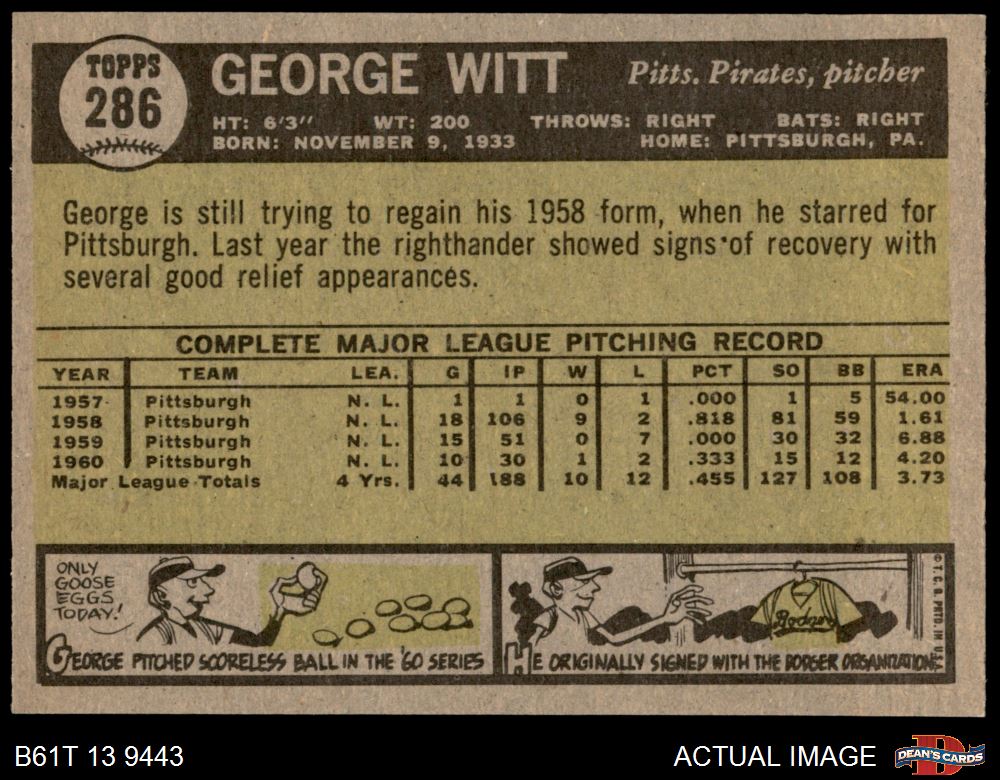 TOPPS
286
GEORGE WITT
Pitts. Pirates, pitcher
HT: 6'3" WT: 200 THROWS: RIGHT BATS: RIGHT
BORN: NOVEMBER 9, 1933 HOME: PITTSBURGH, PA.
George is still trying to regain his 1958 form, when he starred for
Pittsburgh. Last year the righthander showed signs of recovery with
several good relief appearances.
COMPLETE MAJOR LEAGUE PITCHING RECORD
YEAR TEAM LEA. G IP W L PCT SO BB ERA
1957 Pittsburgh N. L. 1 1 0 1 .000 1 5 54.00
1958 Pittsburgh N. L. 18 106 9 2 .818 81 59 1.61
1959 Pittsburgh N. L. 15 51 0 7 .000 30 32 6.88
1960 Pittsburgh N. L. 10 30 1 2 .333 15 12 4.20
Major League Totals 4 Yrs. 44 188 10 12 .455 127 108 3.73
ONLY
GOOSE
EGGS
TODAY!
GEORGE PITCHED SCORELESS BALL IN THE '60 SERIES
Dodgers
HE ORIGINALLY SIGNED WITH THE DODGER ORGANIZATION.
© T. C. G. PRTD. IN U.S.A.
B61T 13 9443
ACTUAL IMAGE
D
DEAN'S CARDS